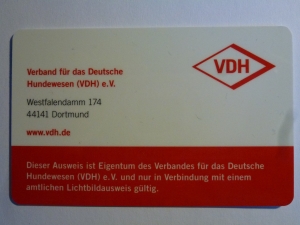 VDH
Verband für das Deutsche
Hundewesen (VDH) e.V.
Westfalendamm 174
44141 Dortmund
www.vdh.de
Dieser Ausweis ist Eigentum des Verbandes für das Deutsche
Hundewesen (VDH) e.V. und nur in Verbindung mit einem
amtlichen Lichtbildausweis gültig.